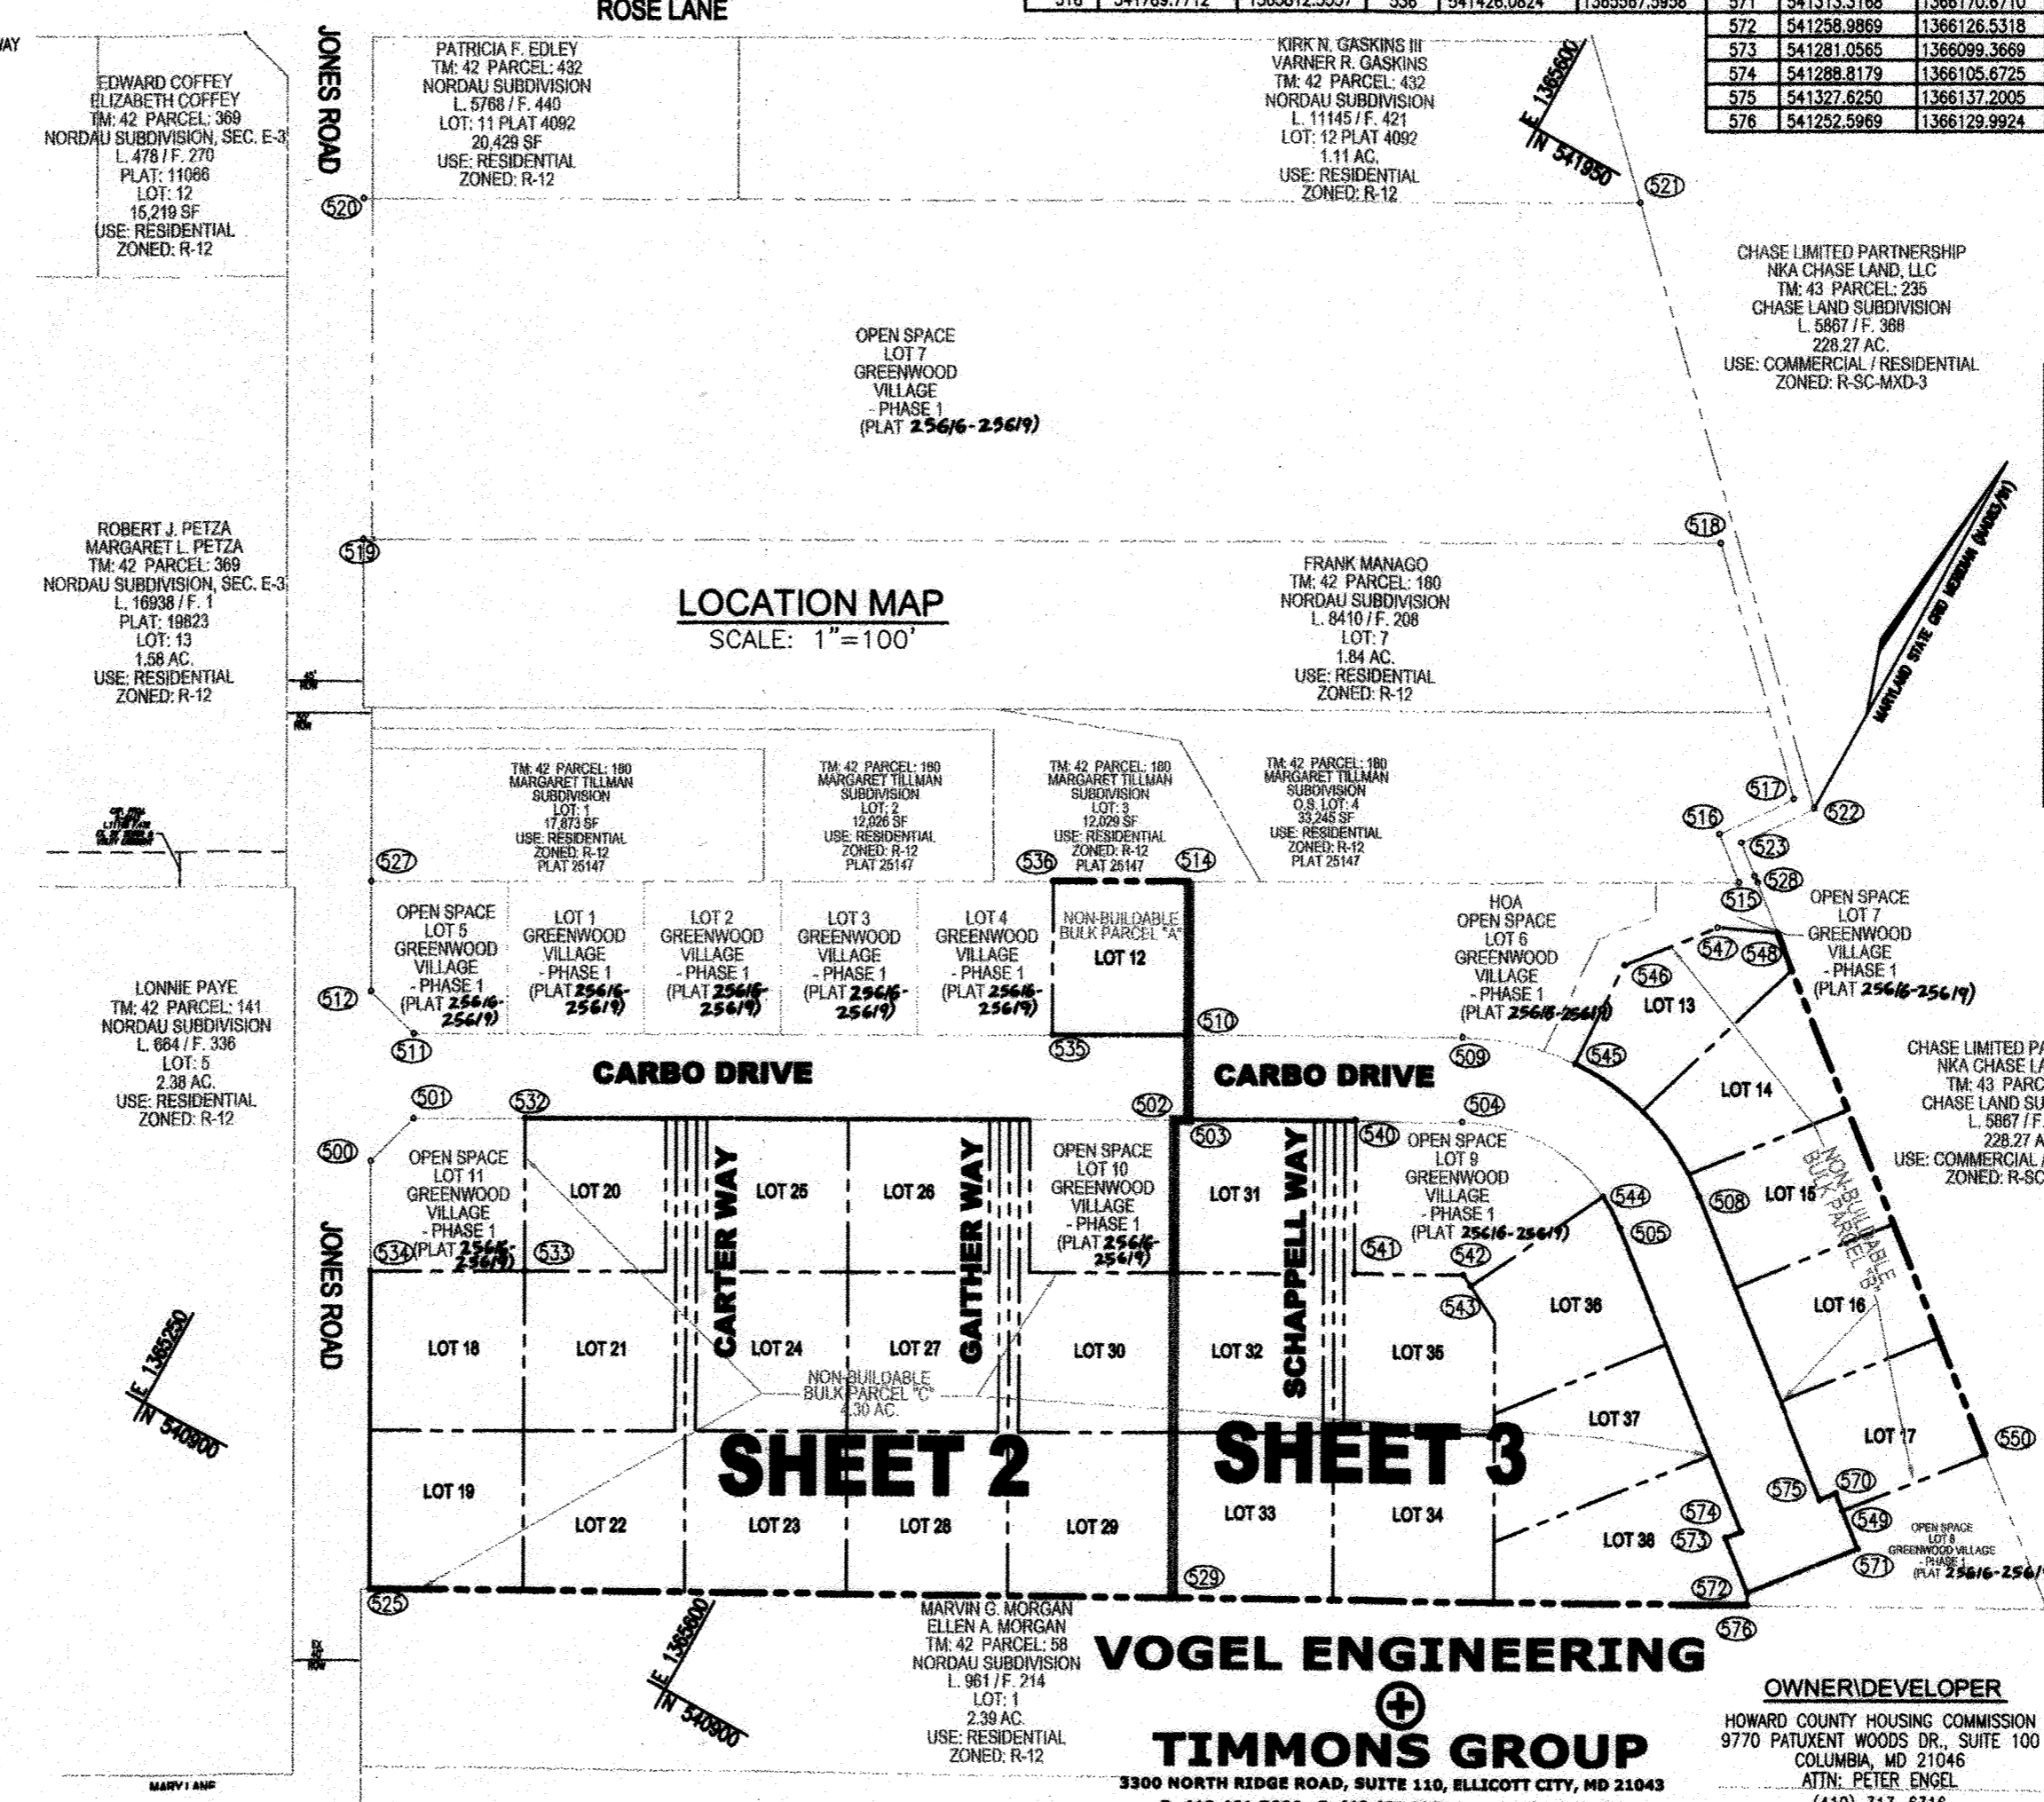 ROSE LANE
571 541313.3168 1366170.6710
572 541258.9869 1366126.5318
573 541281.0565 1366099.3669
574 541288.8179 1366105.6725
575 541327.6250 1366137.2005
576 541252.5969 1366129.9924
JONES ROAD
EDWARD COFFEY
ELIZABETH COFFEY
TM: 42 PARCEL: 369
NORDAU SUBDIVISION, SEC. E-3
L. 478 / F. 270
PLAT: 11066
LOT: 12
15,219 SF
USE: RESIDENTIAL
ZONED: R-12
PATRICIA F. EDLEY
TM: 42 PARCEL: 432
NORDAU SUBDIVISION
L. 5768 / F. 440
LOT: 11 PLAT 4092
20,429 SF
USE: RESIDENTIAL
ZONED: R-12
KIRK N. GASKINS III
VARNER R. GASKINS
TM: 42 PARCEL: 432
NORDAU SUBDIVISION
L. 11145 / F. 421
LOT: 12 PLAT 4092
1.11 AC.
USE: RESIDENTIAL
ZONED: R-12
E 1365600
N 541950
520
521
CHASE LIMITED PARTNERSHIP
NKA CHASE LAND, LLC
TM: 43 PARCEL: 235
CHASE LAND SUBDIVISION
L. 5867 / F. 368
228.27 AC.
USE: COMMERCIAL / RESIDENTIAL
ZONED: R-SC-MXD-3
OPEN SPACE
LOT 7
GREENWOOD
VILLAGE
- PHASE 1
(PLAT 25616-25619)
ROBERT J. PETZA
MARGARET L. PETZA
TM: 42 PARCEL: 369
NORDAU SUBDIVISION, SEC. E-3
L. 16938 / F. 1
PLAT: 19823
LOT: 13
1.58 AC.
USE: RESIDENTIAL
ZONED: R-12
519
518
LOCATION MAP
SCALE: 1"=100'
FRANK MANAGO
TM: 42 PARCEL: 180
NORDAU SUBDIVISION
L. 8410 / F. 208
LOT: 7
1.84 AC.
USE: RESIDENTIAL
ZONED: R-12
MARYLAND STATE GRID MERIDIAN (NAD83/91)
TM: 42 PARCEL: 180
MARGARET TILLMAN
SUBDIVISION
LOT: 1
17,873 SF
USE: RESIDENTIAL
ZONED: R-12
PLAT 25147
TM: 42 PARCEL: 180
MARGARET TILLMAN
SUBDIVISION
LOT: 2
12,026 SF
USE: RESIDENTIAL
ZONED: R-12
PLAT 25147
TM: 42 PARCEL: 180
MARGARET TILLMAN
SUBDIVISION
LOT: 3
12,029 SF
USE: RESIDENTIAL
ZONED: R-12
PLAT 25147
TM: 42 PARCEL: 180
MARGARET TILLMAN
SUBDIVISION
O.S. LOT: 4
33,245 SF
USE: RESIDENTIAL
ZONED: R-12
PLAT 25147
517
522
516
523
527
536
514
528
515
OPEN SPACE
LOT 5
GREENWOOD
VILLAGE
- PHASE 1
(PLAT 25616-
25619)
LOT 1
GREENWOOD
VILLAGE
- PHASE 1
(PLAT 25616-
25619)
LOT 2
GREENWOOD
VILLAGE
- PHASE 1
(PLAT 25616-
25619)
LOT 3
GREENWOOD
VILLAGE
- PHASE 1
(PLAT 25616-
25619)
LOT 4
GREENWOOD
VILLAGE
- PHASE 1
(PLAT 25616-
25619)
NON-BUILDABLE
BULK PARCEL "A"
LOT 12
HOA
OPEN SPACE
LOT 6
GREENWOOD
VILLAGE
- PHASE 1
(PLAT 25616-25619)
OPEN SPACE
LOT 7
GREENWOOD
VILLAGE
- PHASE 1
(PLAT 25616-25619)
547
548
546
LOT 13
LONNIE PAYE
TM: 42 PARCEL: 141
NORDAU SUBDIVISION
L. 664 / F. 336
LOT: 5
2.38 AC.
USE: RESIDENTIAL
ZONED: R-12
512
511
535
510
509
545
CARBO DRIVE
CARBO DRIVE
LOT 14
CHASE LIMITED PA
NKA CHASE LA
TM: 43 PARC
CHASE LAND SU
L. 5867 / F.
228.27 A
USE: COMMERCIAL /
ZONED: R-SC
501
532
502
503
504
500
540
OPEN SPACE
LOT 11
GREENWOOD
VILLAGE
- PHASE 1
(PLAT 25616-
25619)
LOT 20
CARTER WAY
LOT 25
LOT 26
GAITHER WAY
OPEN SPACE
LOT 10
GREENWOOD
VILLAGE
- PHASE 1
(PLAT 25616-
25619)
LOT 31
SCHAPPELL WAY
OPEN SPACE
LOT 9
GREENWOOD
VILLAGE
- PHASE 1
(PLAT 25616-25619)
544
508
505
LOT 15
NON-BUILDABLE
BULK PARCEL "B"
534
533
541
542
543
JONES ROAD
E 1365250
N 540900
LOT 18
LOT 21
LOT 24
LOT 27
LOT 30
LOT 32
LOT 35
LOT 36
LOT 16
NON-BUILDABLE
BULK PARCEL "C"
4.30 AC.
LOT 37
LOT 17
550
SHEET 2
SHEET 3
LOT 19
LOT 22
LOT 23
LOT 28
LOT 29
LOT 33
LOT 34
LOT 38
575
570
574
573
549
571
572
576
OPEN SPACE
LOT 8
GREENWOOD VILLAGE
- PHASE 1
(PLAT 25616-2561
525
529
E 1365600
N 540900
MARVIN G. MORGAN
ELLEN A. MORGAN
TM: 42 PARCEL: 58
NORDAU SUBDIVISION
L. 961 / F. 214
LOT: 1
2.39 AC.
USE: RESIDENTIAL
ZONED: R-12
VOGEL ENGINEERING
+
TIMMONS GROUP
3300 NORTH RIDGE ROAD, SUITE 110, ELLICOTT CITY, MD 21043
OWNER\DEVELOPER
HOWARD COUNTY HOUSING COMMISSION
9770 PATUXENT WOODS DR., SUITE 100
COLUMBIA, MD 21046
ATTN: PETER ENGEL
MARY LANE